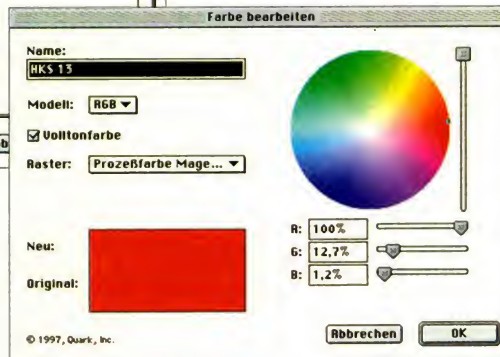 Farbe bearbeiten
Name:
HKS 13
Modell: RGB
Volltonfarbe
Raster: Prozeßfarbe Mage...
Neu:
Original:
R: 100%
G: 12,7%
B: 1,2%
© 1997, Quark, Inc.
Abbrechen OK